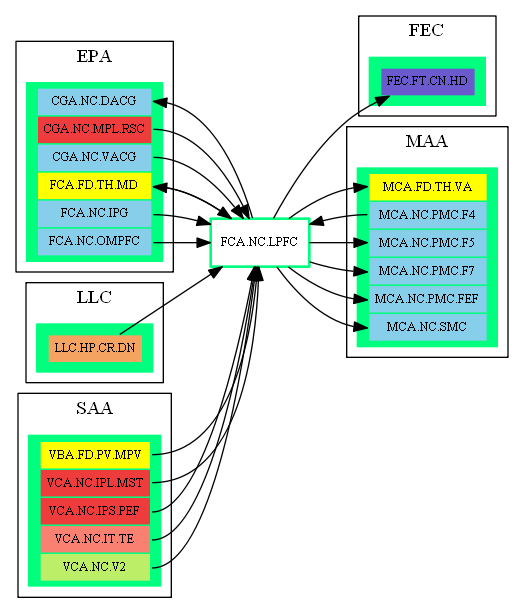 EPA
CGA.NC.DACG
CGA.NC.MPL.RSC
CGA.NC.VACG
FCA.FD.TH.MD
FCA.NC.IPG
FCA.NC.OMPFC
LLC
LLC.HP.CR.DN
SAA
VBA.FD.PV.MPV
VCA.NC.IPL.MST
VCA.NC.IPS.PEF
VCA.NC.IT.TE
VCA.NC.V2
FCA.NC.LPFC
FEC
FEC.FT.CN.HD
MAA
MCA.FD.TH.VA
MCA.NC.PMC.F4
MCA.NC.PMC.F5
MCA.NC.PMC.F7
MCA.NC.PMC.FEF
MCA.NC.SMC